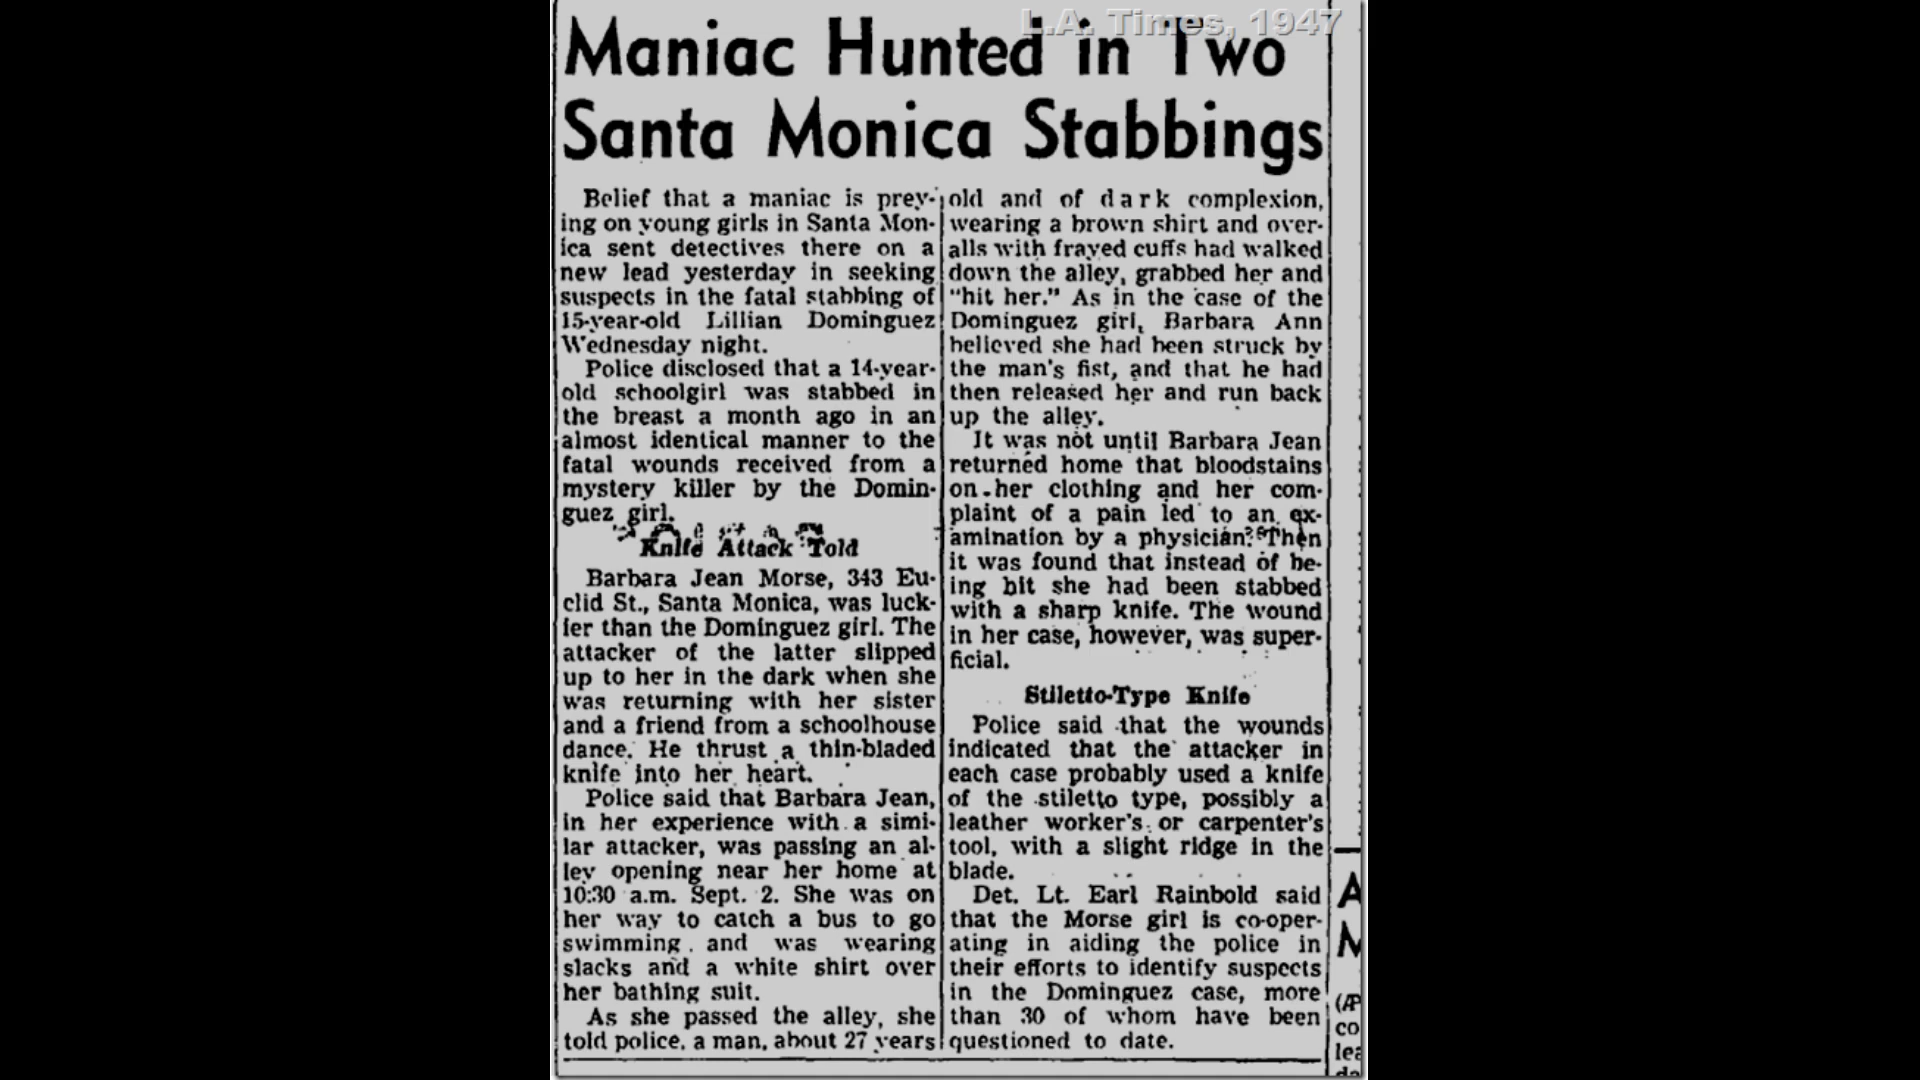 L.A. Times, 1947
Maniac Hunted in Two
Santa Monica Stabbings
Belief that a maniac is prey-
ing on young girls in Santa Mon-
ica sent detectives there on a
new lead yesterday in seeking
suspects in the fatal stabbing of
15-year-old Lillian Dominguez
Wednesday night.
Police disclosed that a 14-year-
old schoolgirl was stabbed in
the breast a month ago in an
almost identical manner to the
fatal wounds received from a
mystery killer by the Domin-
guez girl.
Knife Attack Told
Barbara Jean Morse, 343 Eu-
clid St., Santa Monica, was luck-
ier than the Dominguez girl. The
attacker of the latter slipped
up to her in the dark when she
was returning with her sister
and a friend from a schoolhouse
dance. He thrust a thin-bladed
knife into her heart.
Police said that Barbara Jean,
in her experience with a simi-
lar attacker, was passing an al-
ley opening near her home at
10:30 a.m. Sept. 2. She was on
her way to catch a bus to go
swimming and was wearing
slacks and a white shirt over
her bathing suit.
As she passed the alley, she
told police, a man, about 27 years
old and of dark complexion,
wearing a brown shirt and over-
alls with frayed cuffs had walked
down the alley, grabbed her and
"hit her." As in the case of the
Dominguez girl, Barbara Ann
believed she had been struck by
the man's fist, and that he had
then released her and run back
up the alley.
It was not until Barbara Jean
returned home that bloodstains
on her clothing and her com-
plaint of a pain led to an ex-
amination by a physician. Then
it was found that instead of be-
ing hit she had been stabbed
with a sharp knife. The wound
in her case, however, was super-
ficial.
Stiletto-Type Knife
Police said that the wounds
indicated that the attacker in
each case probably used a knife
of the stiletto type, possibly a
leather worker's or carpenter's
tool, with a slight ridge in the
blade.
Det. Lt. Earl Rainbold said
that the Morse girl is co-oper-
ating in aiding the police in
their efforts to identify suspects
in the Dominguez case, more
than 30 of whom have been
questioned to date.